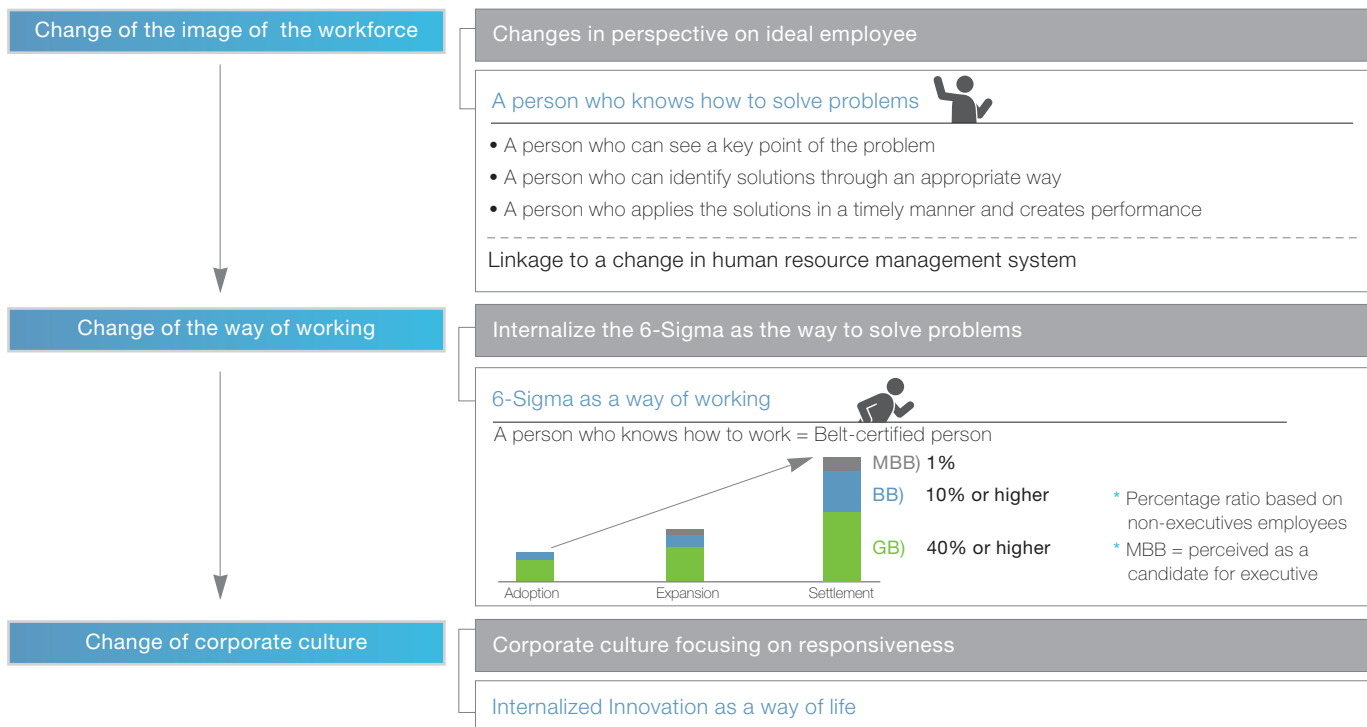 Change of the image of the workforce
Changes in perspective on ideal employee
A person who knows how to solve problems
• A person who can see a key point of the problem
• A person who can identify solutions through an appropriate way
• A person who applies the solutions in a timely manner and creates performance
Linkage to a change in human resource management system
Change of the way of working
Internalize the 6-Sigma as the way to solve problems
6-Sigma as a way of working
A person who knows how to work = Belt-certified person
MBB) 1%
BB) 10% or higher
GB) 40% or higher
* Percentage ratio based on
non-executives employees
* MBB = perceived as a
candidate for executive
Adoption
Expansion
Settlement
Change of corporate culture
Corporate culture focusing on responsiveness
Internalized Innovation as a way of life